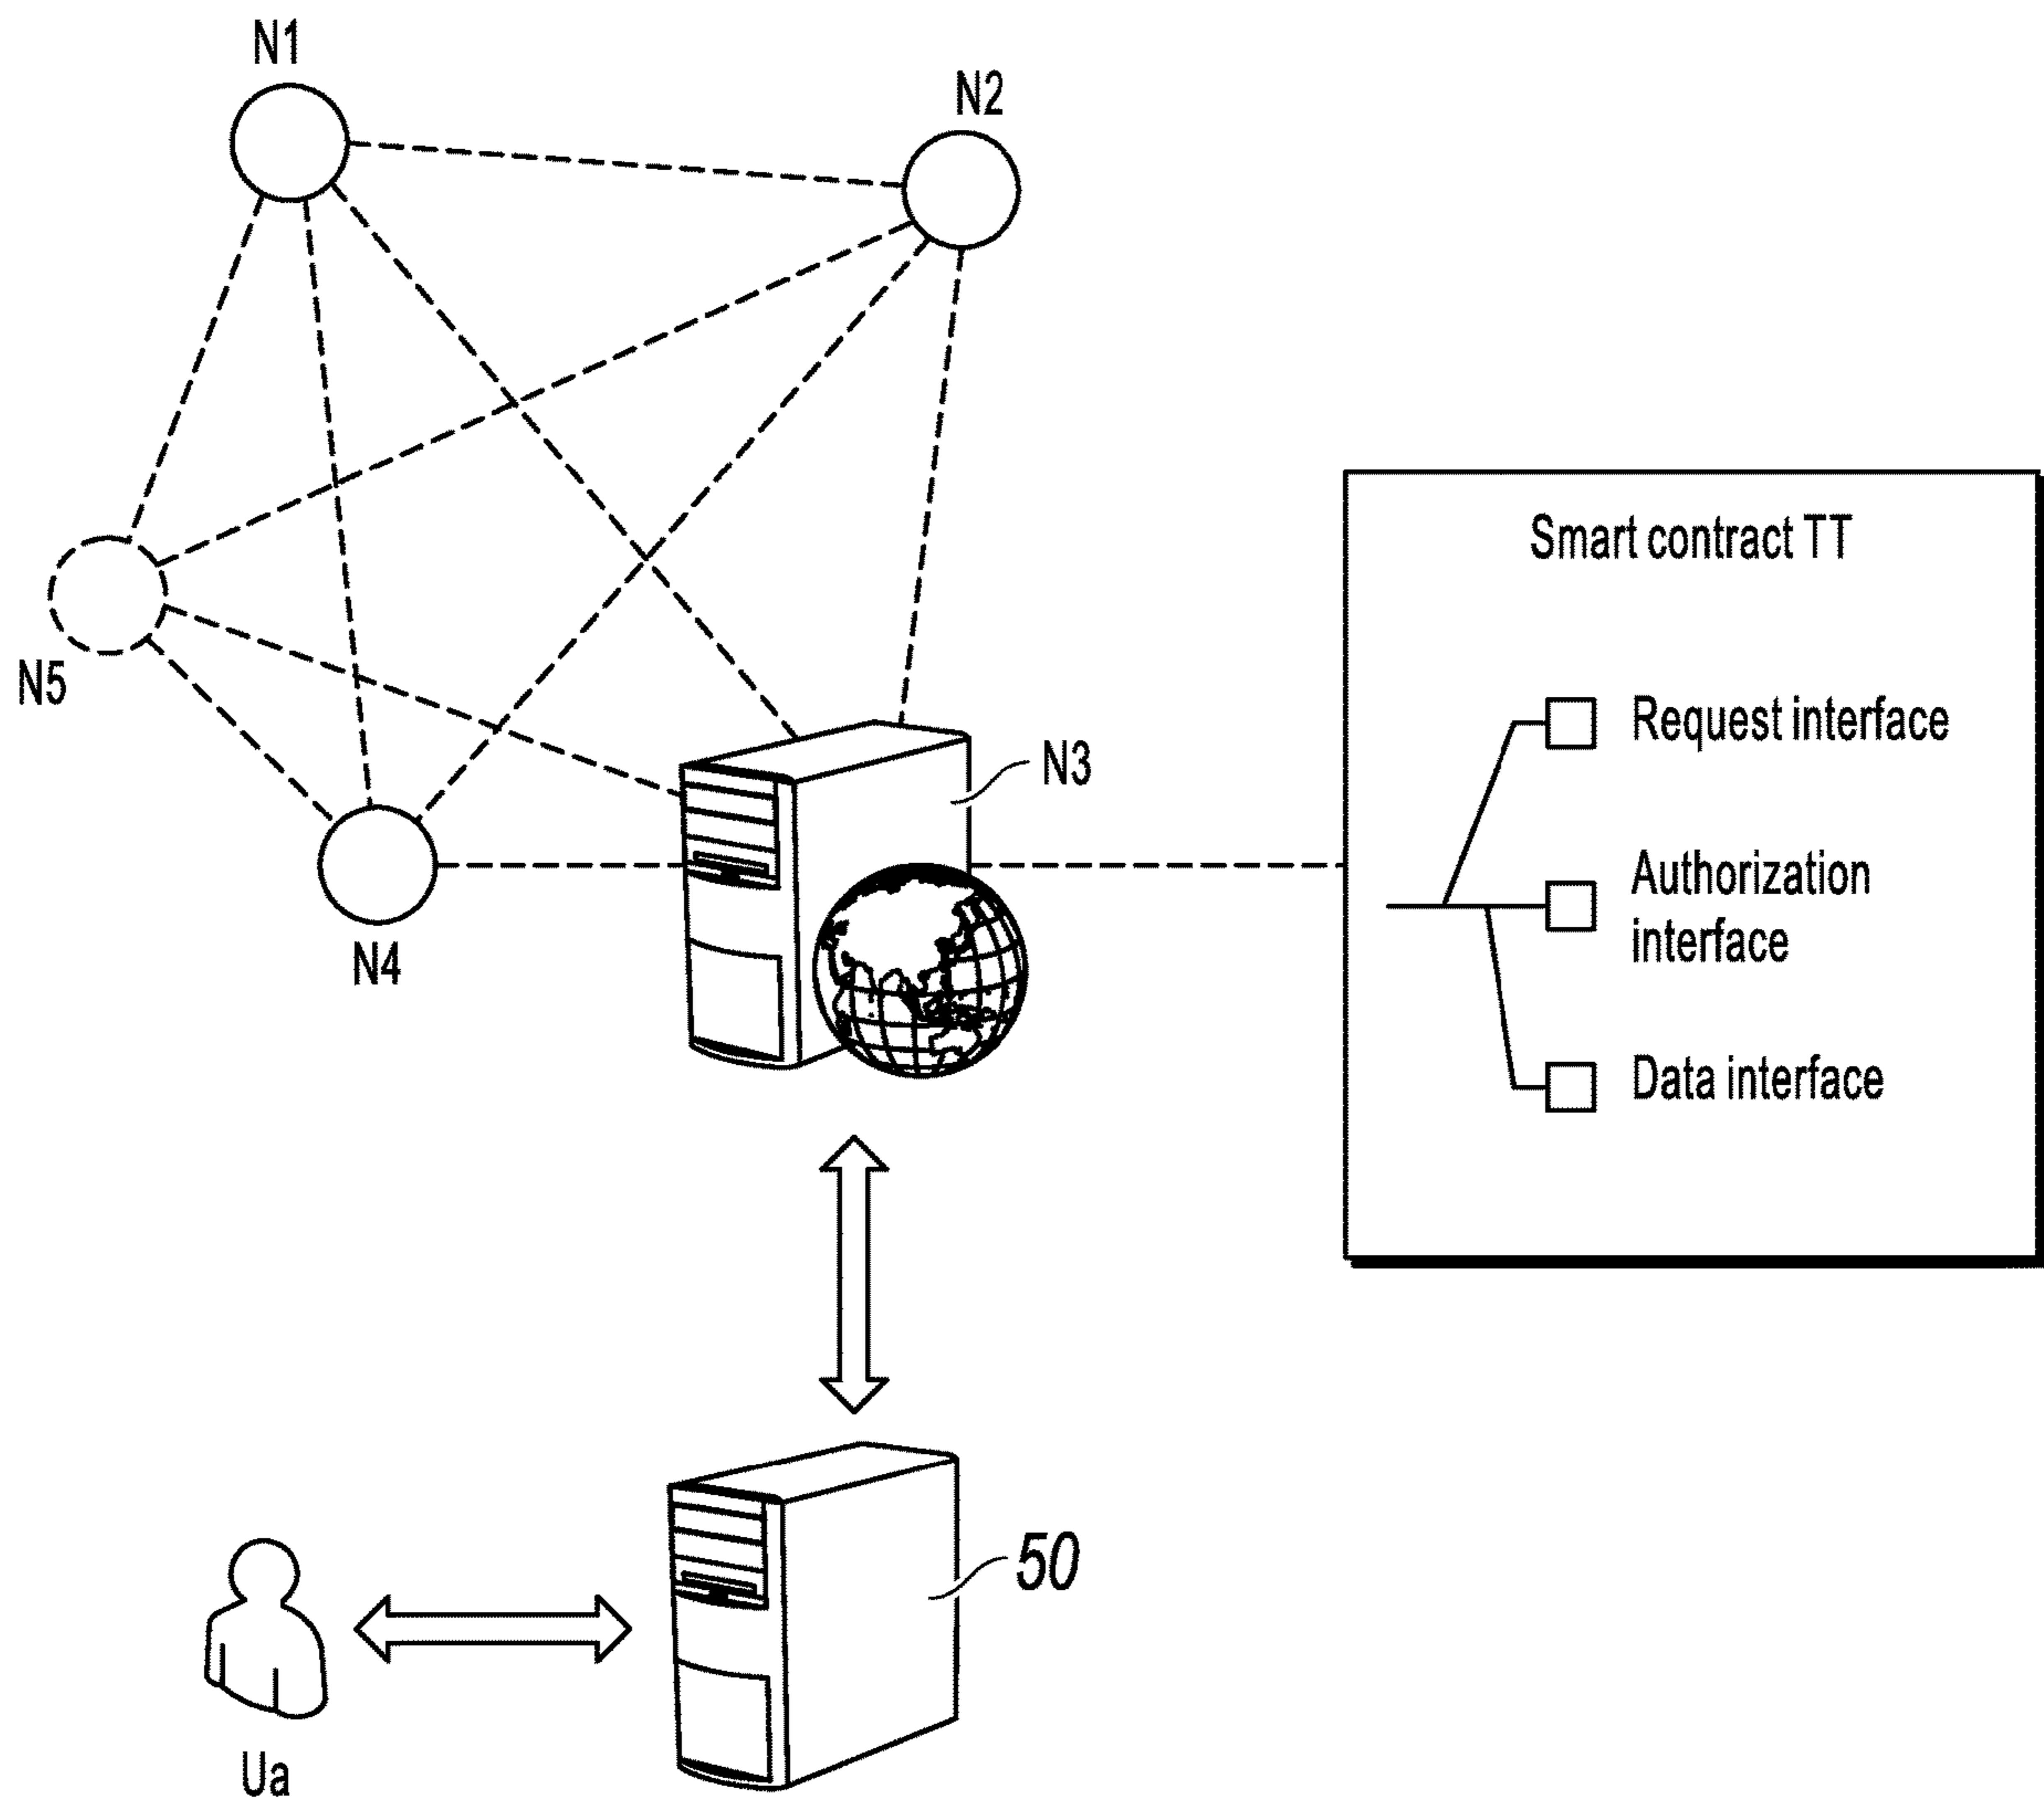 N1
N2
Smart contract TT
N5
Request interface
N3
Authorization
interface
N4
Data interface
50
Ua